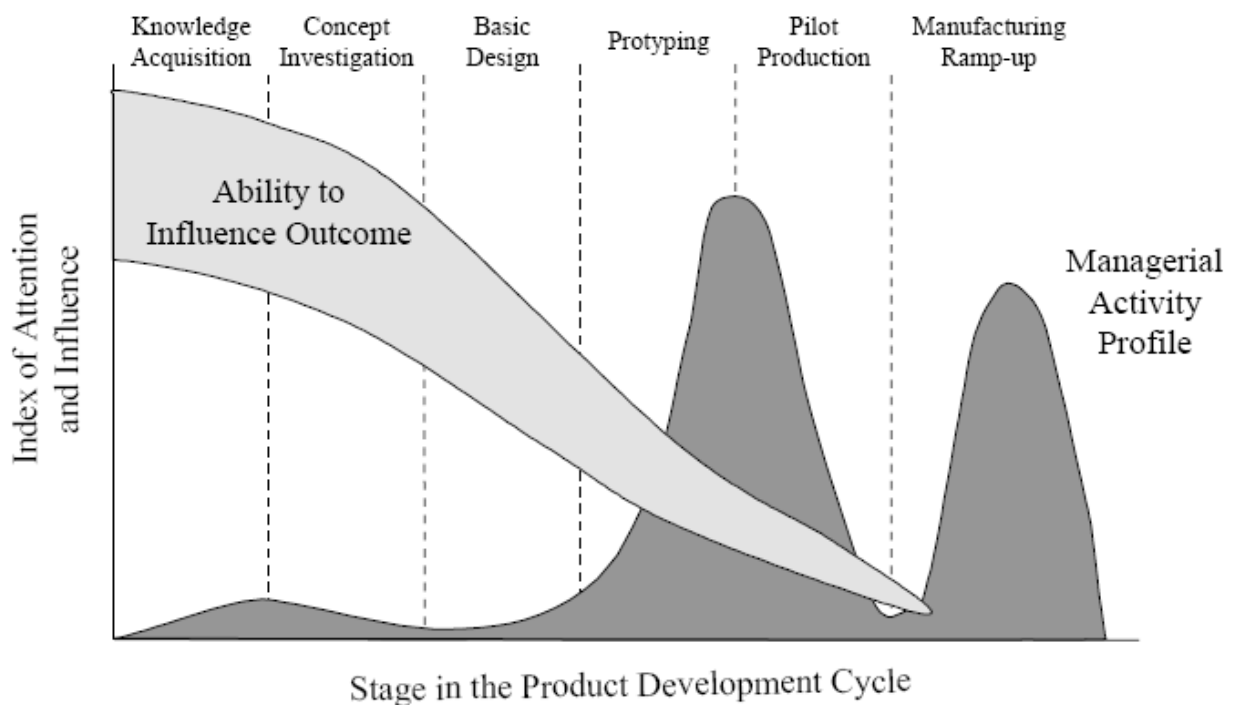 Knowledge
Acquisition
Concept
Investigation
Basic
Design
Protyping
Pilot
Production
Manufacturing
Ramp-up
Ability to
Influence Outcome
Managerial
Activity
Profile
Index of Attention
and Influence
Stage in the Product Development Cycle